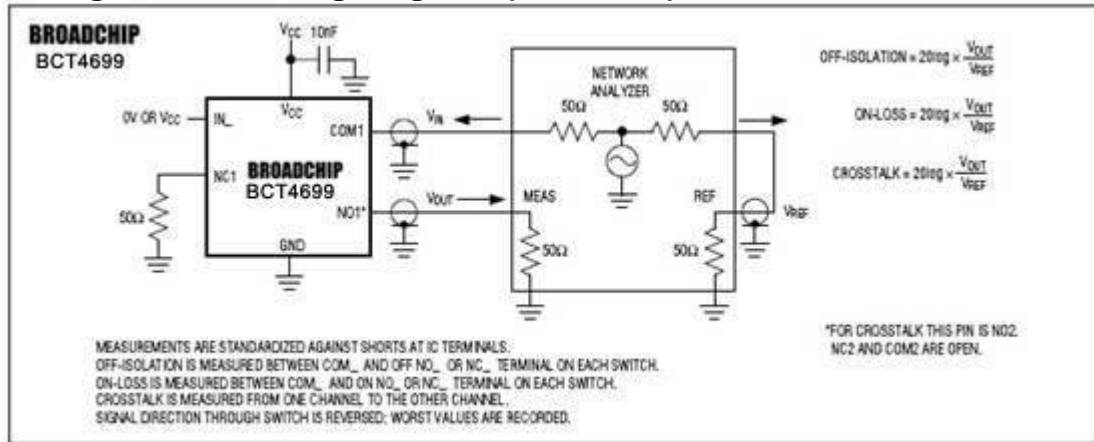 BROADCHIP
BCT4699
VCC
10nF
0V OR VCC
IN_
VCC
COM1
NC1
BROADCHIP
BCT4699
NO1*
GND
50Ω
VIN
VOUT
NETWORK
ANALYZER
50Ω
50Ω
MEAS
REF
50Ω
50Ω
VREF
OFF-ISOLATION = 20log × VOUT
VREF
ON-LOSS = 20log × VOUT
VREF
CROSSTALK = 20log × VOUT
VREF
*FOR CROSSTALK THIS PIN IS NO2.
NC2 AND COM2 ARE OPEN.
MEASUREMENTS ARE STANDARDIZED AGAINST SHORTS AT IC TERMINALS.
OFF-ISOLATION IS MEASURED BETWEEN COM_ AND OFF NO_ OR NC_ TERMINAL ON EACH SWITCH.
ON-LOSS IS MEASURED BETWEEN COM_ AND ON NO_ OR NC_ TERMINAL ON EACH SWITCH.
CROSSTALK IS MEASURED FROM ONE CHANNEL TO THE OTHER CHANNEL.
SIGNAL DIRECTION THROUGH SWITCH IS REVERSED; WORST VALUES ARE RECORDED.